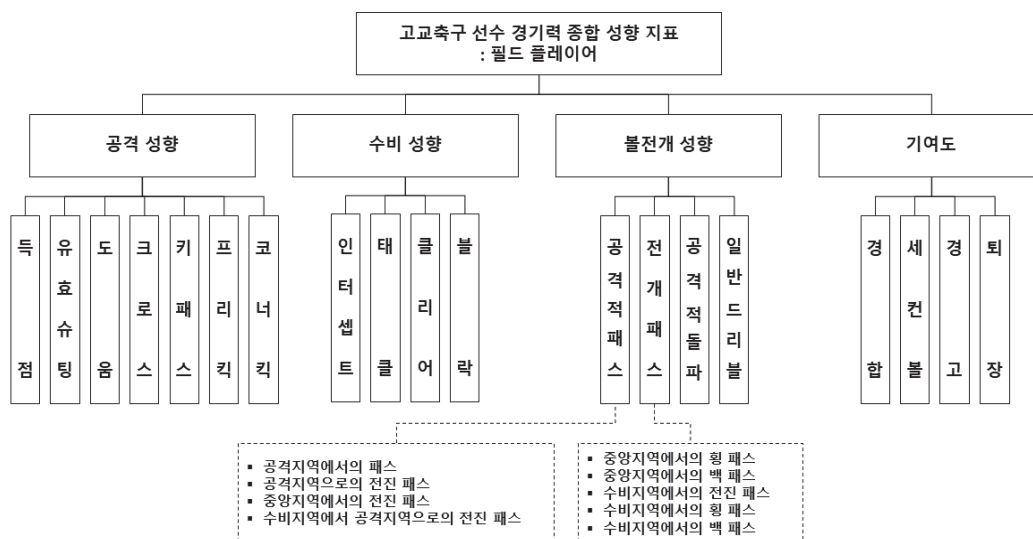 고교축구 선수 경기력 종합 성향 지표
: 필드 플레이어
공격 성향
수비 성향
볼전개 성향
기여도
득점
유효슈팅
도움
크로스
키패스
프리킥
코너킥
인터셉트
태클
클리어
블락
공격적패스
전개패스
공격적돌파
일반드리블
경합
세컨볼
경고
퇴장
▪ 공격지역에서의 패스
▪ 공격지역으로의 전진 패스
▪ 중앙지역에서의 전진 패스
▪ 수비지역에서 공격지역으로의 전진 패스
▪ 중앙지역에서의 횡 패스
▪ 중앙지역에서의 백 패스
▪ 수비지역에서의 전진 패스
▪ 수비지역에서의 횡 패스
▪ 수비지역에서의 백 패스